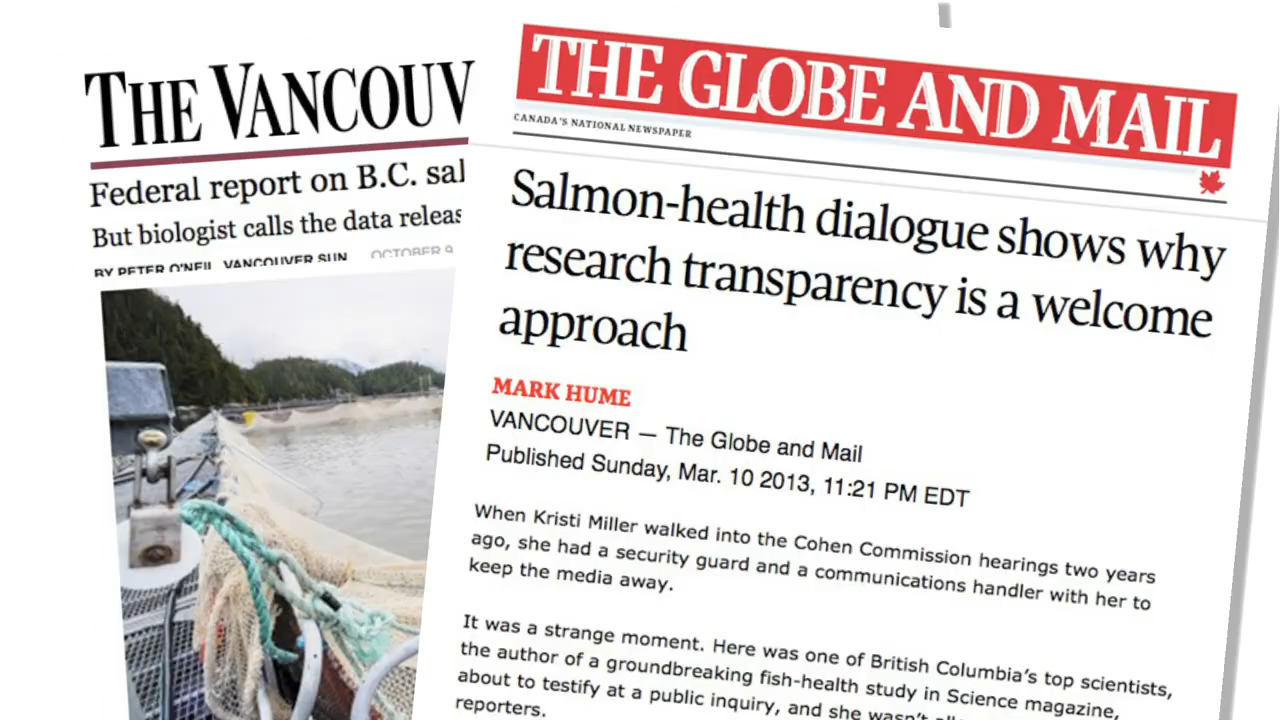 THE VANCOUV
Federal report on B.C. sal
But biologist calls the data releas
BY PETER O'NEIL, VANCOUVER SUN OCTOBER 9
THE GLOBE AND MAIL
CANADA'S NATIONAL NEWSPAPER
Salmon-health dialogue shows why
research transparency is a welcome
approach
MARK HUME
VANCOUVER — The Globe and Mail
Published Sunday, Mar. 10 2013, 11:21 PM EDT
When Kristi Miller walked into the Cohen Commission hearings two years
ago, she had a security guard and a communications handler with her to
keep the media away.
It was a strange moment. Here was one of British Columbia's top scientists,
the author of a groundbreaking fish-health study in Science magazine,
about to testify at a public inquiry, and she wasn't
reporters.